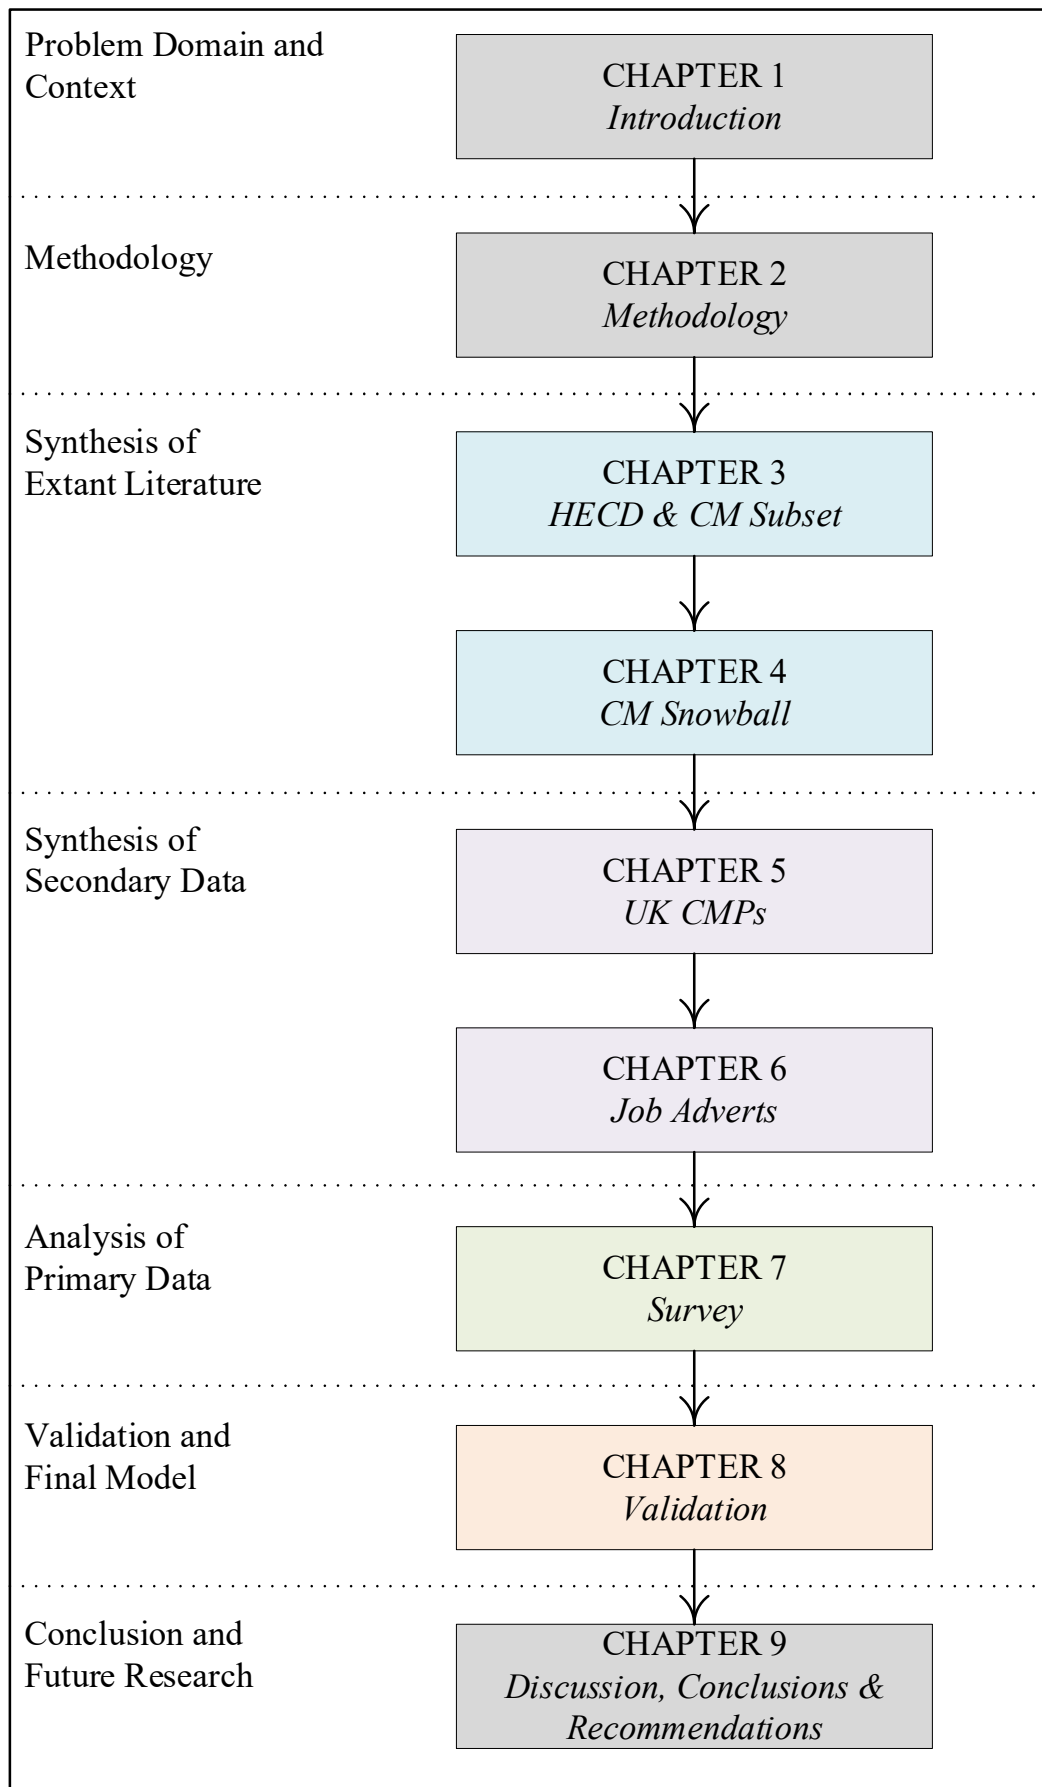 Problem Domain and
Context
CHAPTER 1
Introduction
Methodology
CHAPTER 2
Methodology
Synthesis of
Extant Literature
CHAPTER 3
HECD & CM Subset
CHAPTER 4
CM Snowball
Synthesis of
Secondary Data
CHAPTER 5
UK CMPs
CHAPTER 6
Job Adverts
Analysis of
Primary Data
CHAPTER 7
Survey
Validation and
Final Model
CHAPTER 8
Validation
Conclusion and
Future Research
CHAPTER 9
Discussion, Conclusions &
Recommendations